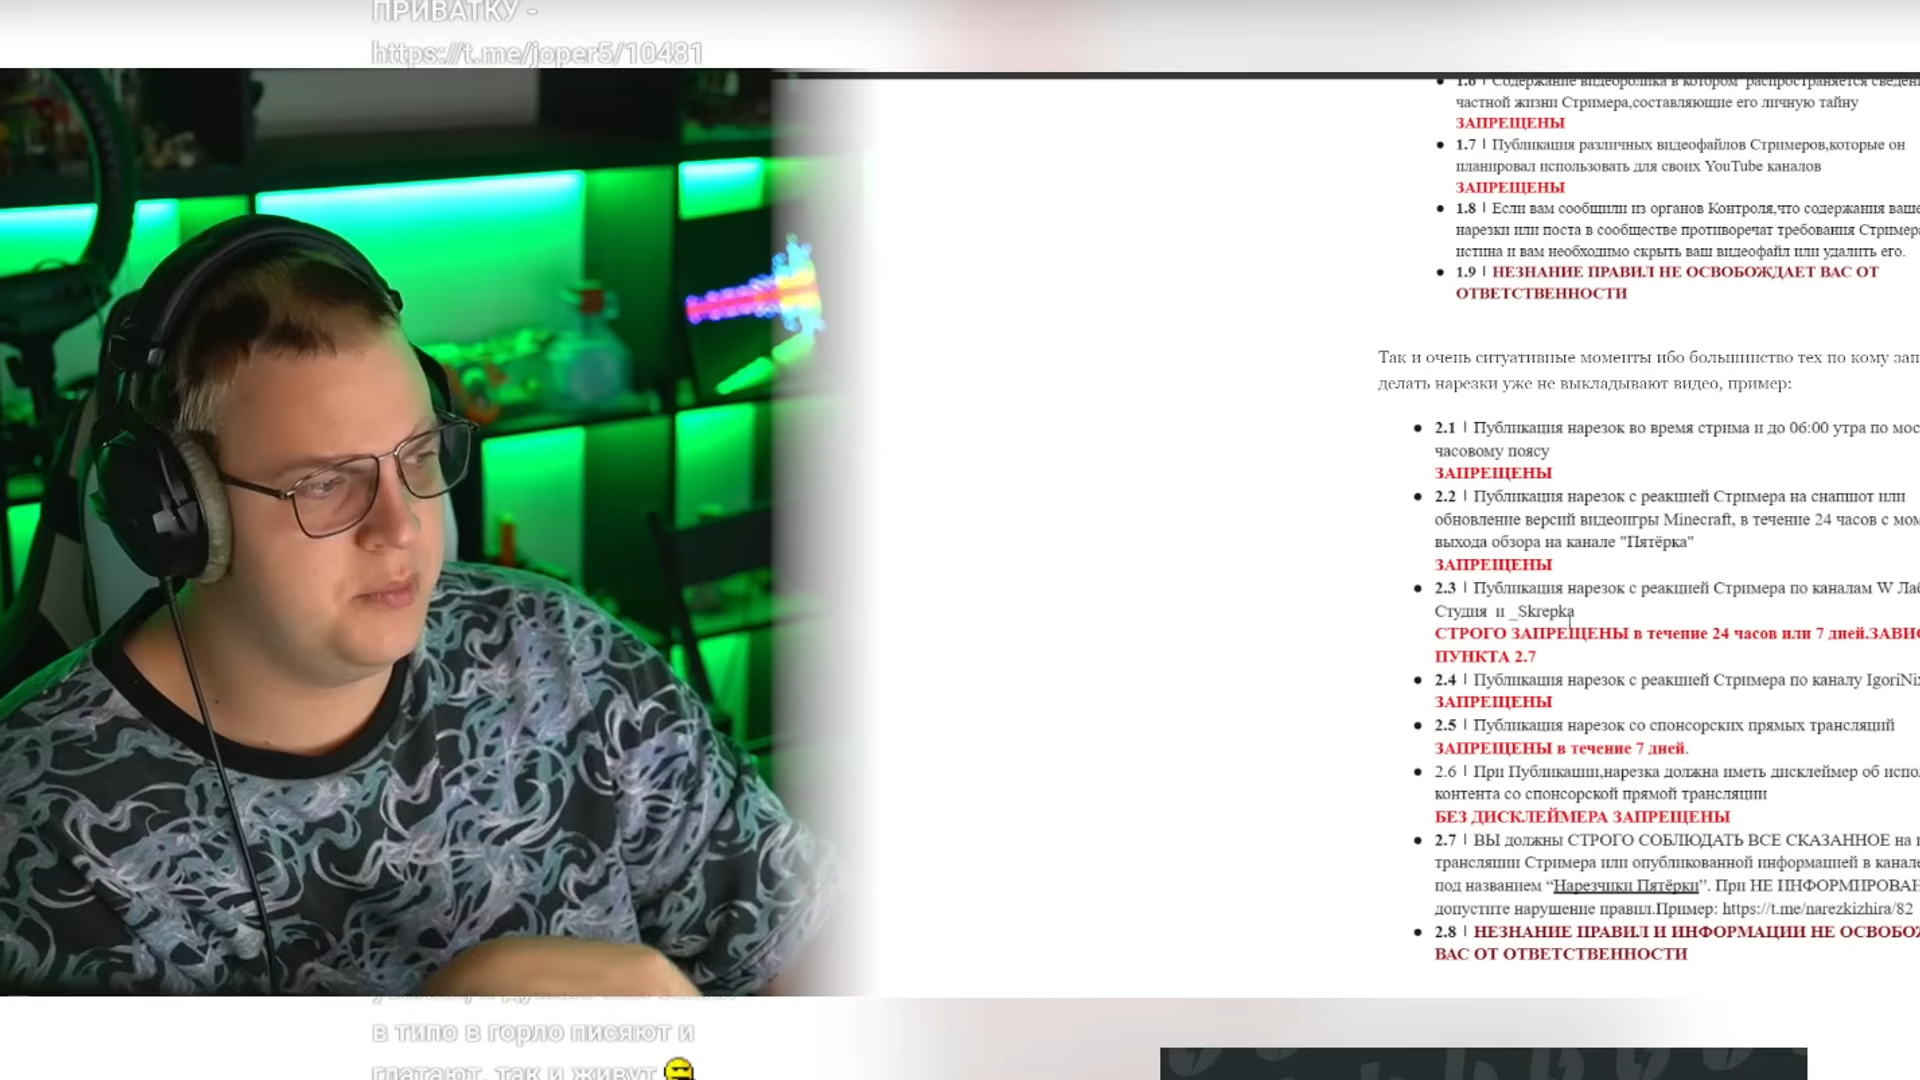 ПРИВАТКУ -
https://t.me/joper5/10481
1.6 | Содержание видеоролика в котором распространяется
частной жизни Стримера,составляющие его личную тайну
ЗАПРЕЩЕНЫ
1.7 | Публикация различных видеофайлов Стримеров,которые он
планировал использовать для своих YouTube каналов
ЗАПРЕЩЕНЫ
1.8 | Если вам сообщили из органов Контроля,что содержания
нарезки или поста в сообществе противоречат требования
истина и вам необходимо скрыть ваш видеофайл или удалить его.
1.9 | НЕЗНАНИЕ ПРАВИЛ НЕ ОСВОБОЖДАЕТ ВАС ОТ
ОТВЕТСТВЕННОСТИ
Так и очень ситуативные моменты ибо большинство тех по кому
делать нарезки уже не выкладывают видео, пример:
2.1 | Публикация нарезок во время стрима и до 06:00 утра по
часовому поясу
ЗАПРЕЩЕНЫ
2.2 | Публикация нарезок с реакцией Стримера на снапшот или
обновление версий видеоигры Minecraft, в течение 24 часов с
выхода обзора на канале "Пятёрка"
ЗАПРЕЩЕНЫ
2.3 | Публикация нарезок с реакцией Стримера по каналам W
Студия и _Skrepka
СТРОГО ЗАПРЕЩЕНЫ в течение 24 часов или 7 дней.
ПУНКТА 2.7
2.4 | Публикация нарезок с реакцией Стримера по каналу
ЗАПРЕЩЕНЫ
2.5 | Публикация нарезок со спонсорских прямых трансляций
ЗАПРЕЩЕНЫ в течение 7 дней.
2.6 | При Публикации,нарезка должна иметь дисклеймер об
контента со спонсорской прямой трансляции
БЕЗ ДИСКЛЕЙМЕРА ЗАПРЕЩЕНЫ
2.7 | ВЫ должны СТРОГО СОБЛЮДАТЬ ВСЕ СКАЗАННОЕ на
трансляции Стримера или опубликованной информацией в канале
под названием “Нарезчики Пятёрки”. При НЕ
допустите нарушение правил.Пример: https://t.me/narezkizhira/82
2.8 | НЕЗНАНИЕ ПРАВИЛ И ИНФОРМАЦИИ НЕ
ВАС ОТ ОТВЕТСТВЕННОСТИ
в типо в горло писяют и
глатают, так и живут